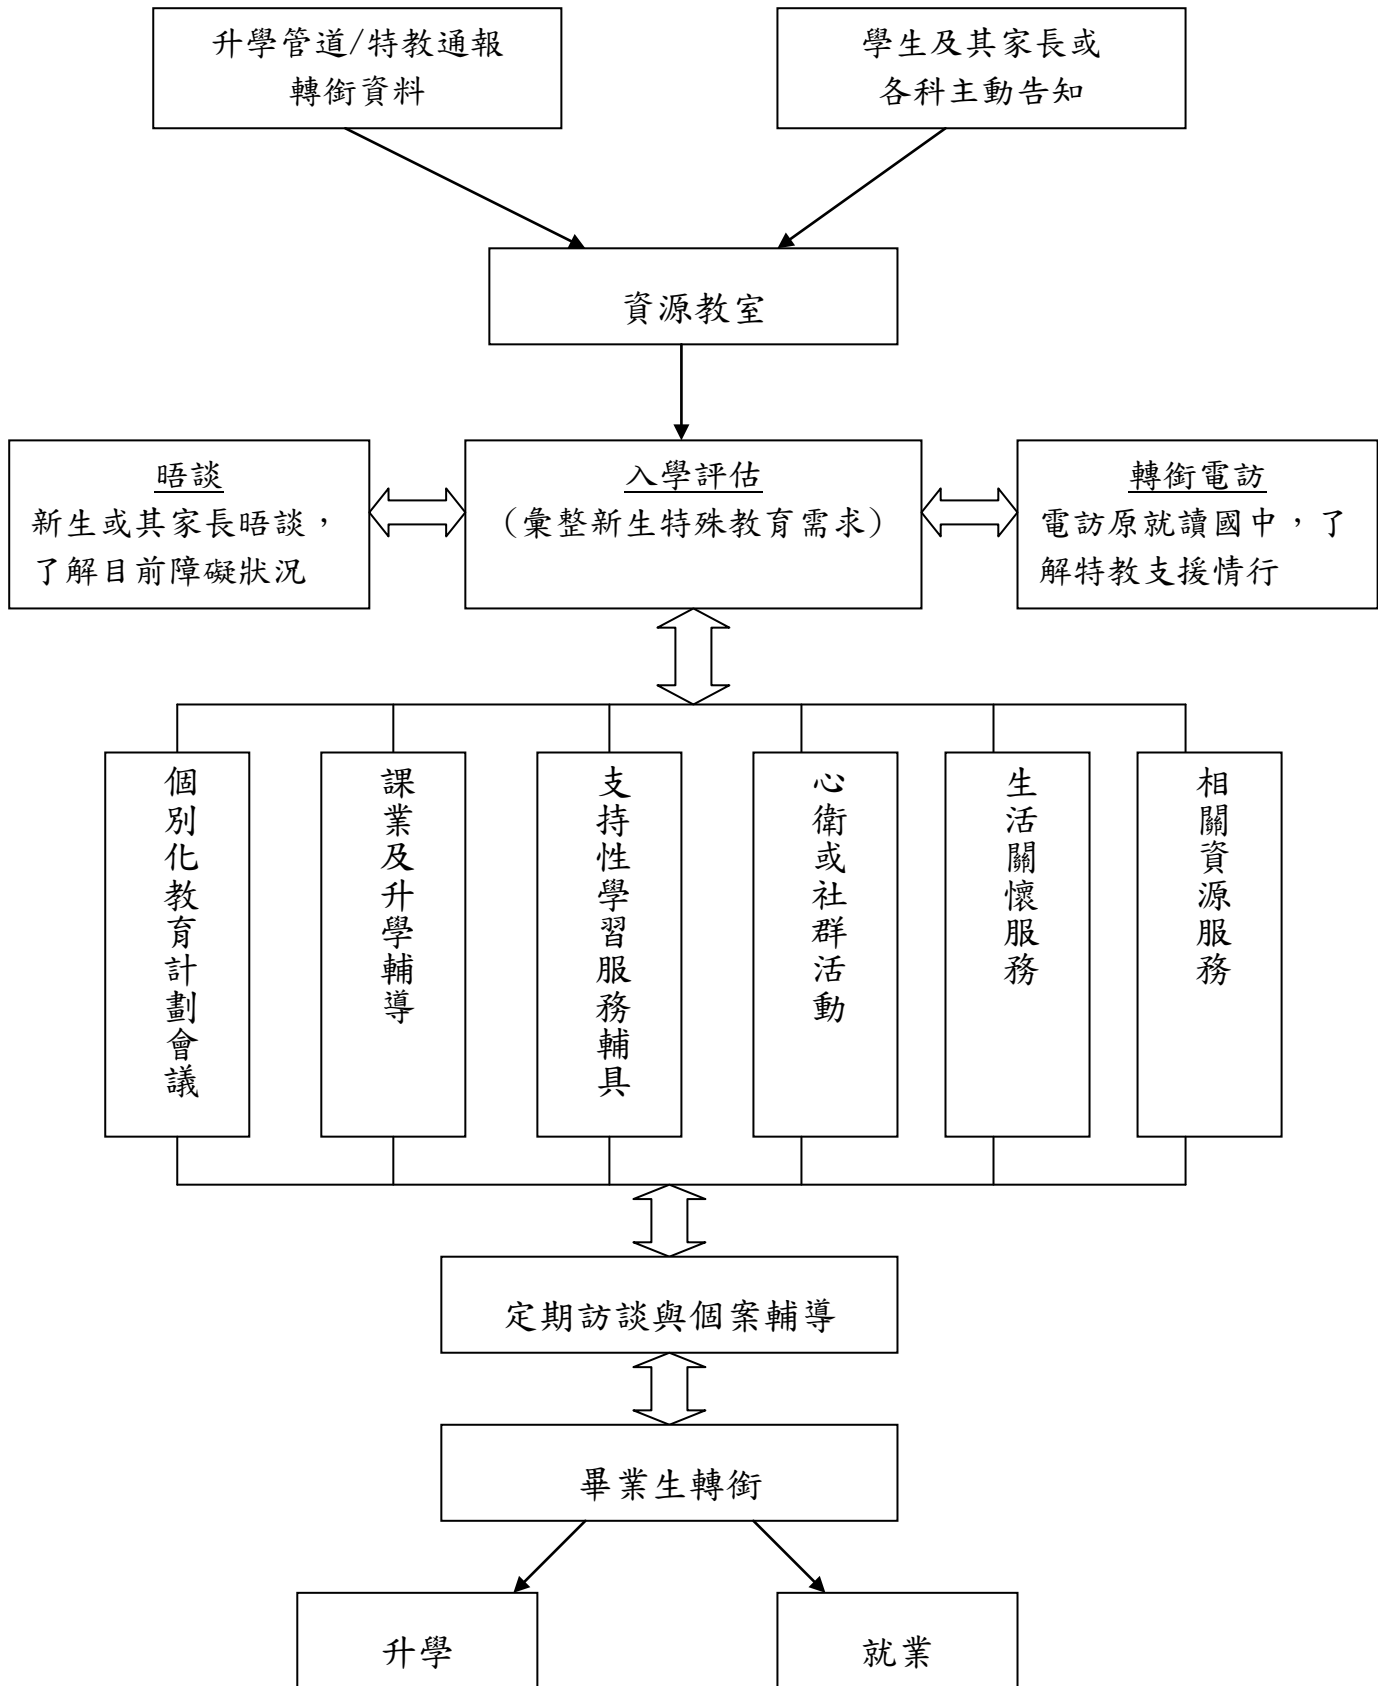 升學管道/特教通報
轉銜資料
學生及其家長或
各科主動告知
資源教室
晤談
新生或其家長晤談，
了解目前障礙狀況
入學評估
（彙整新生特殊教育需求）
轉銜電訪
電訪原就讀國中，了
解特教支援情行
個別化教育計劃會議
課業及升學輔導
支持性學習服務輔具
心衛或社群活動
生活關懷服務
相關資源服務
定期訪談與個案輔導
畢業生轉銜
升學
就業